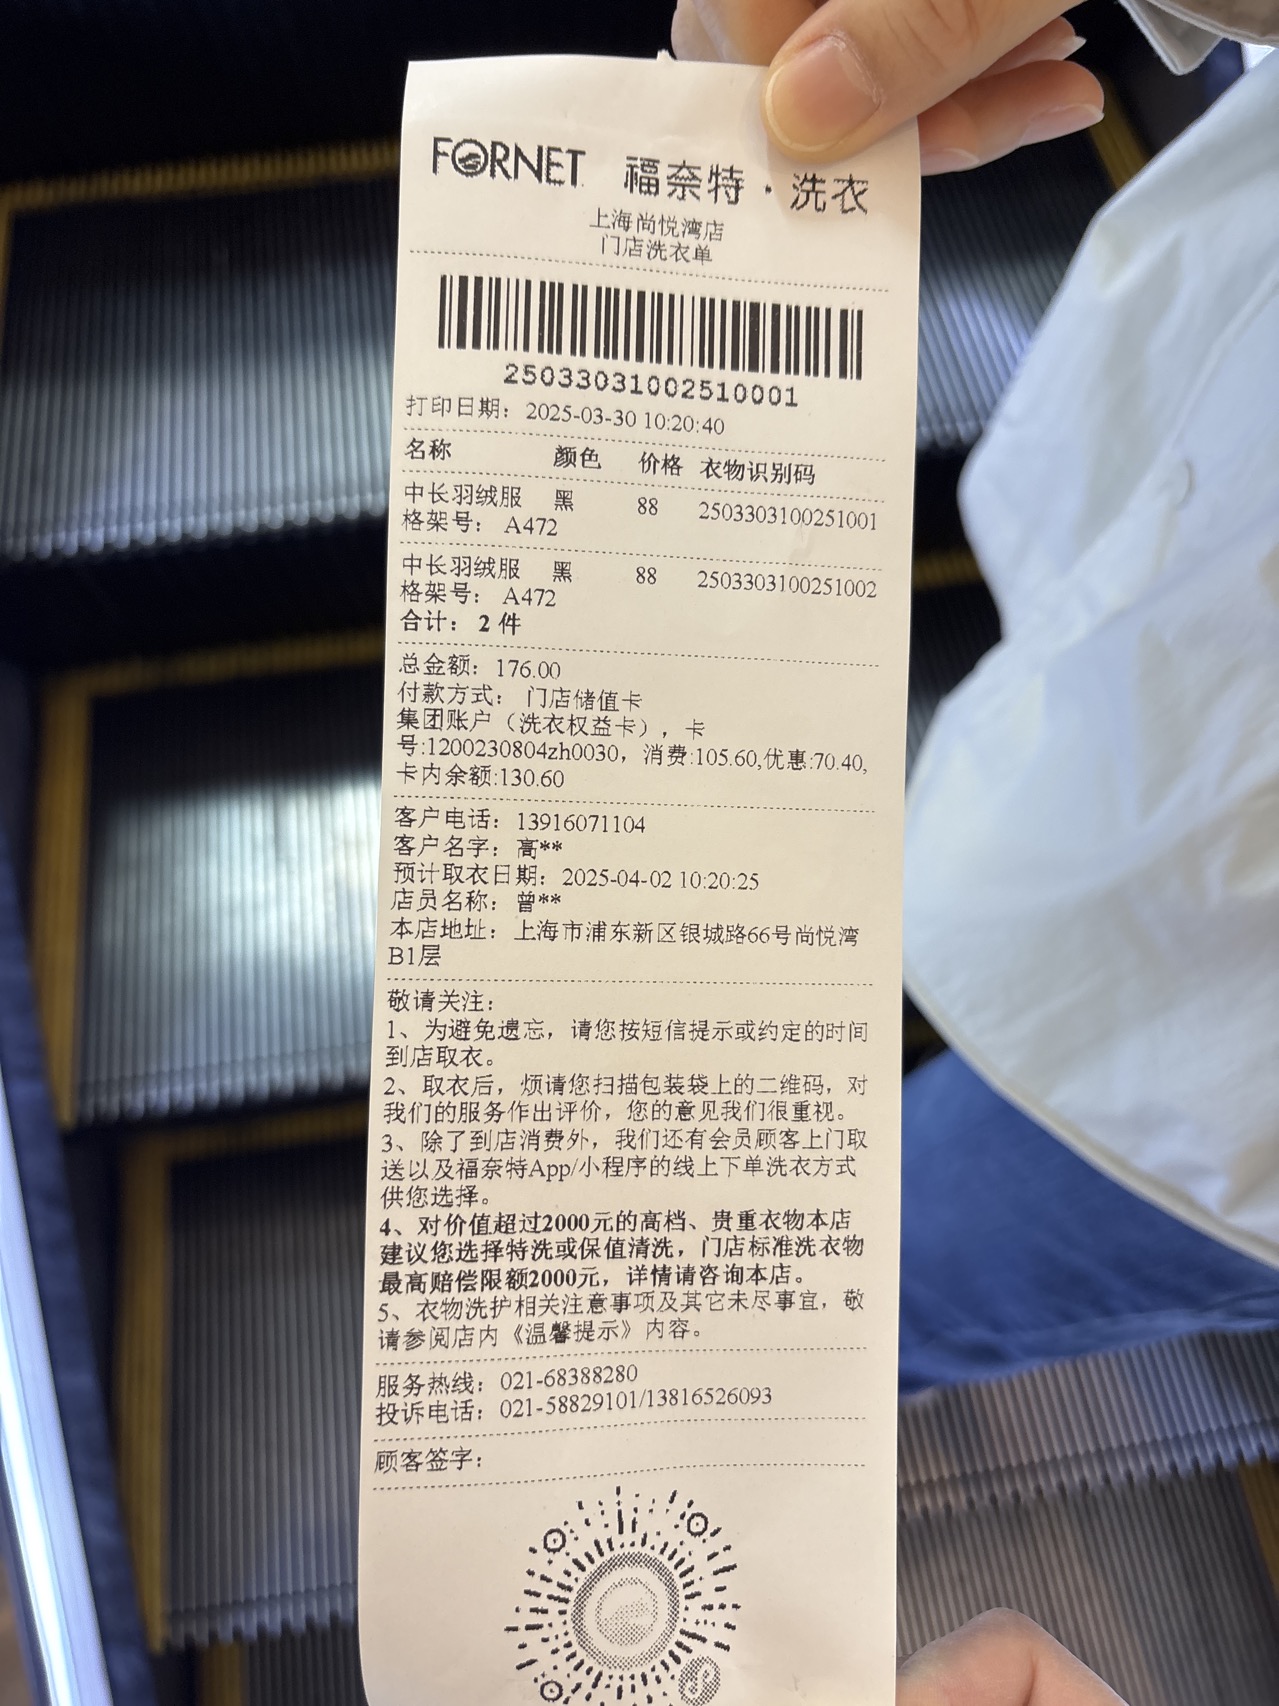 FORNET 福奈特·洗衣
上海尚悦湾店
门店洗衣单
25033031002510001
打印日期: 2025-03-30 10:20:40
名称 颜色 价格 衣物识别码
中长羽绒服 黑 88 2503303100251001
格架号: A472
中长羽绒服 黑 88 2503303100251002
格架号: A472
合计: 2 件
总金额: 176.00
付款方式: 门店储值卡
集团账户（洗衣权益卡）, 卡
号:1200230804zh0030, 消费:105.60,优惠:70.40,
卡内余额:130.60
客户电话: 13916071104
客户名字: 高**
预计取衣日期: 2025-04-02 10:20:25
店员名称: 曾**
本店地址: 上海市浦东新区银城路66号尚悦湾
B1层
敬请关注:
1、为避免遗忘，请您按短信提示或约定的时间
到店取衣。
2、取衣后，烦请您扫描包装袋上的二维码，对
我们的服务作出评价，您的意见我们很重视。
3、除了到店消费外，我们还有会员顾客上门取
送以及福奈特App/小程序的线上下单洗衣方式
供您选择。
4、对价值超过2000元的高档、贵重衣物本店
建议您选择特洗或保值清洗，门店标准洗衣物
最高赔偿限额2000元，详情请咨询本店。
5、衣物洗护相关注意事项及其它未尽事宜，敬
请参阅店内《温馨提示》内容。
服务热线: 021-68388280
投诉电话: 021-58829101/13816526093
顾客签字: